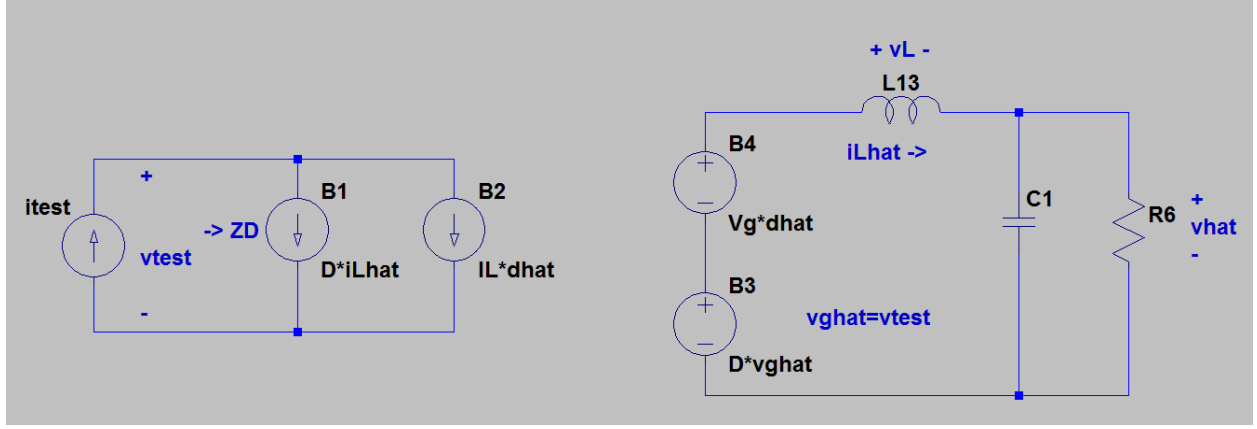 + vL -
L13
iLhat ->
B4
+
-
Vg*dhat
B3
+
-
D*vghat
vghat=vtest
C1
R6
+
vhat
-
itest
+
vtest
-
-> ZD
B1
D*iLhat
B2
IL*dhat